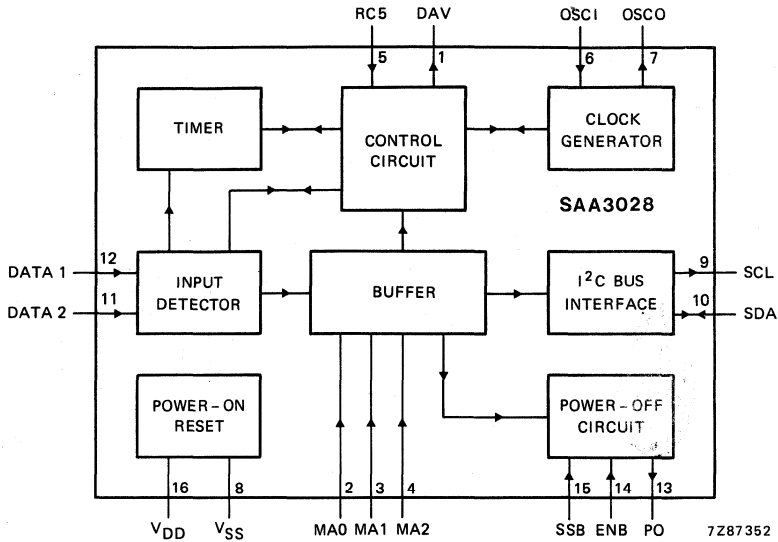 RC5 DAV OSCI OSCO
5 1 6 7
TIMER
CONTROL
CIRCUIT
CLOCK
GENERATOR
SAA3028
DATA 1 12
DATA 2 11
INPUT
DETECTOR
BUFFER
I²C BUS
INTERFACE
9 SCL
10 SDA
POWER-ON
RESET
POWER-OFF
CIRCUIT
16 8 2 3 4 15 14 13
VDD VSS MA0 MA1 MA2 SSB ENB PO
7Z87352